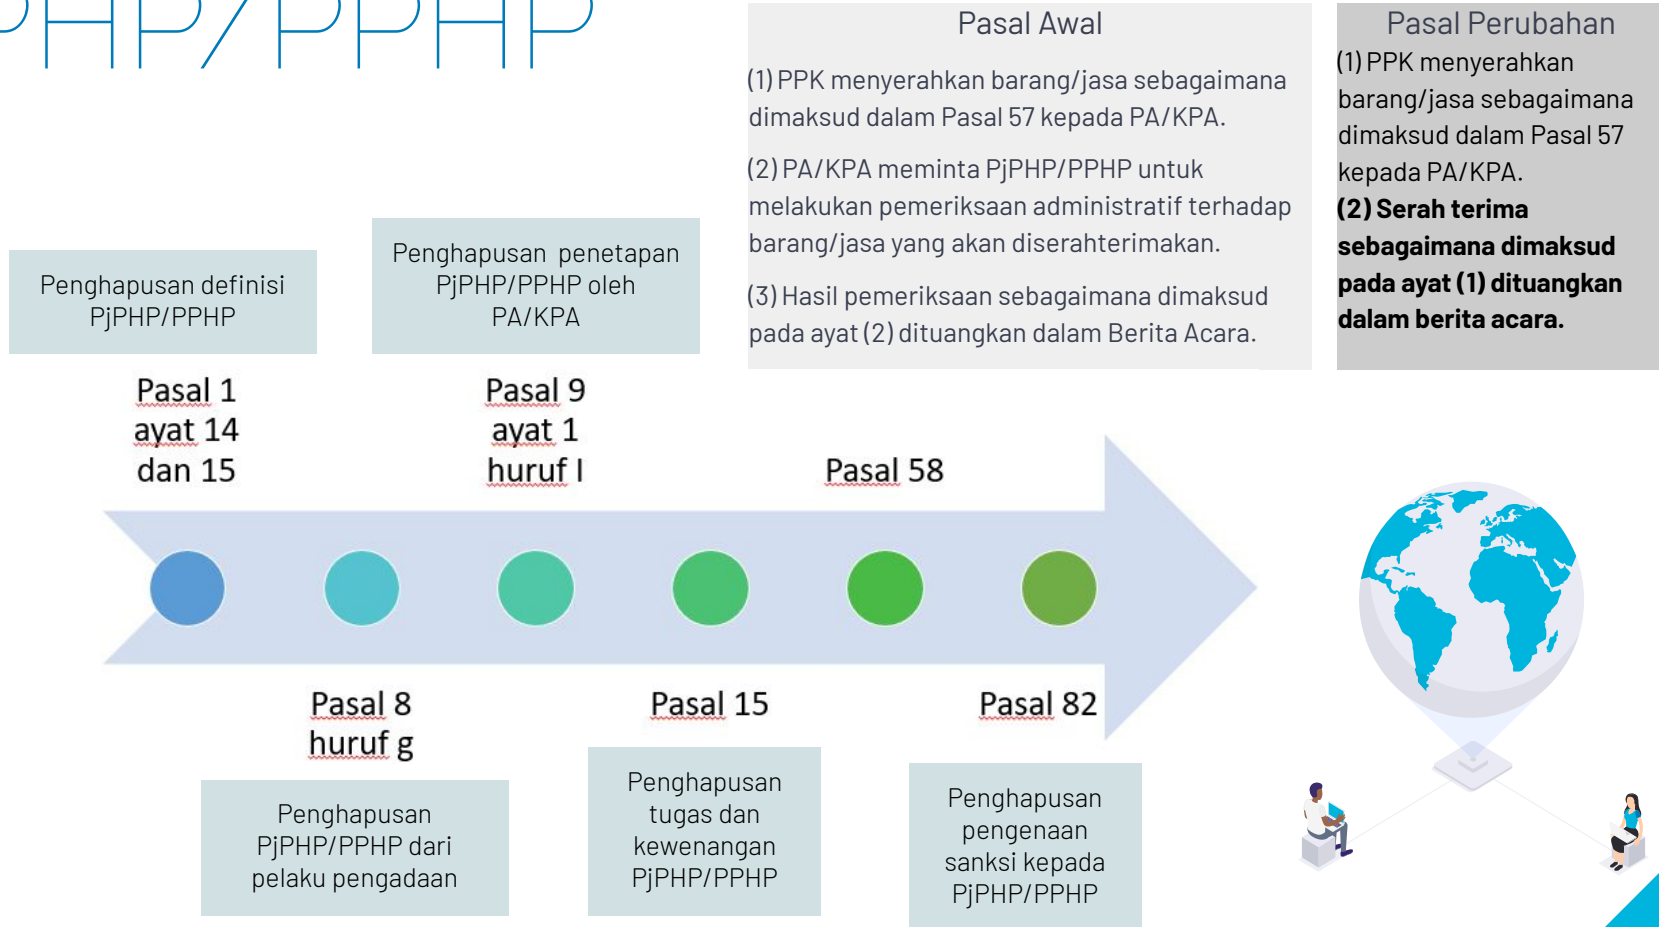 PHP/PPHP
Pasal Awal
(1) PPK menyerahkan barang/jasa sebagaimana
dimaksud dalam Pasal 57 kepada PA/KPA.
(2) PA/KPA meminta PjPHP/PPHP untuk
melakukan pemeriksaan administratif terhadap
barang/jasa yang akan diserahterimakan.
(3) Hasil pemeriksaan sebagaimana dimaksud
pada ayat (2) dituangkan dalam Berita Acara.
Pasal Perubahan
(1) PPK menyerahkan
barang/jasa sebagaimana
dimaksud dalam Pasal 57
kepada PA/KPA.
(2) Serah terima
sebagaimana dimaksud
pada ayat (1) dituangkan
dalam berita acara.
Penghapusan definisi
PjPHP/PPHP
Pasal 1
ayat 14
dan 15
Penghapusan penetapan
PjPHP/PPHP oleh
PA/KPA
Pasal 9
ayat 1
huruf l
Pasal 58
Pasal 8
huruf g
Penghapusan
PjPHP/PPHP dari
pelaku pengadaan
Pasal 15
Penghapusan
tugas dan
kewenangan
PjPHP/PPHP
Pasal 82
Penghapusan
pengenaan
sanksi kepada
PjPHP/PPHP